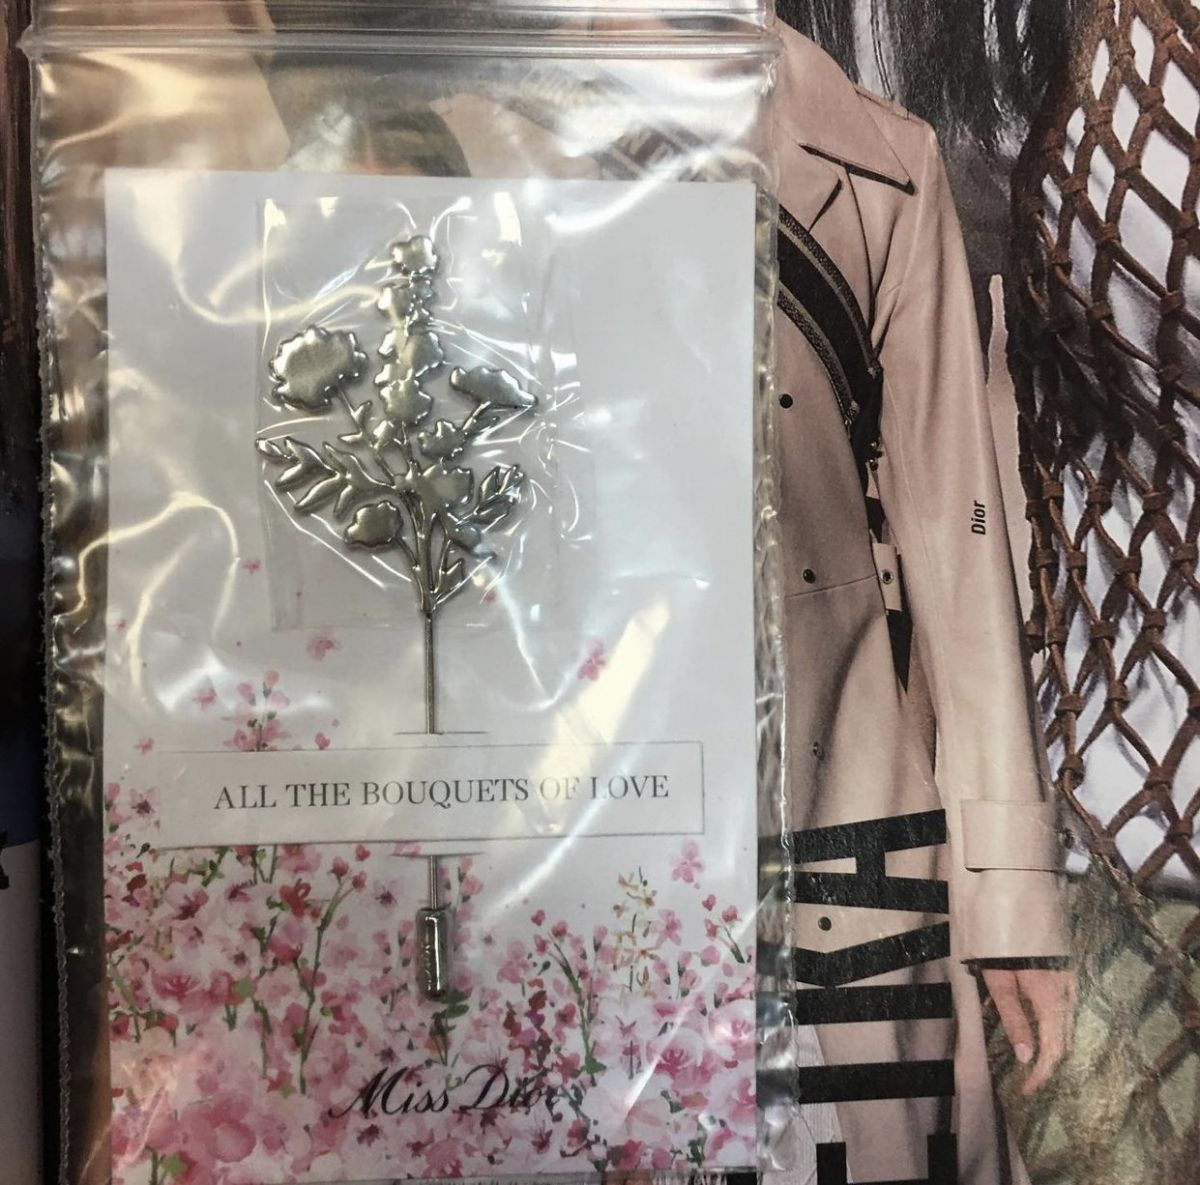 ALL THE BOUQUETS OF LOVE
Miss Dior
Dior